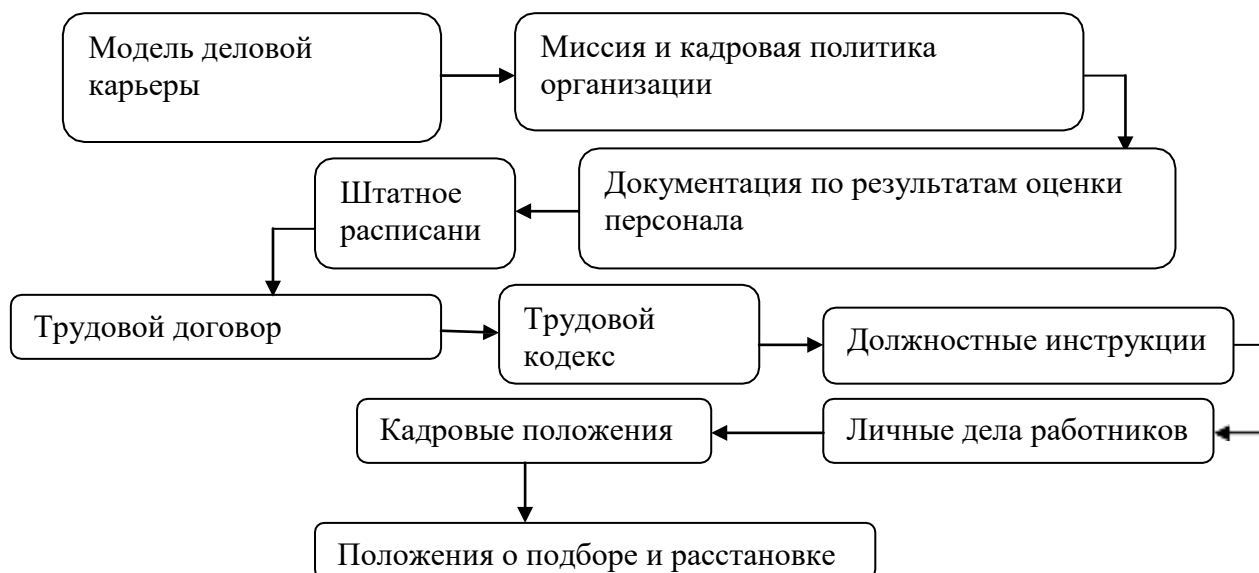 Модель деловой
карьеры
Миссия и кадровая политика
организации
Документация по результатам оценки
персонала
Штатное
расписани
Трудовой договор
Трудовой
кодекс
Должностные инструкции
Личные дела работников
Кадровые положения
Положения о подборе и расстановке